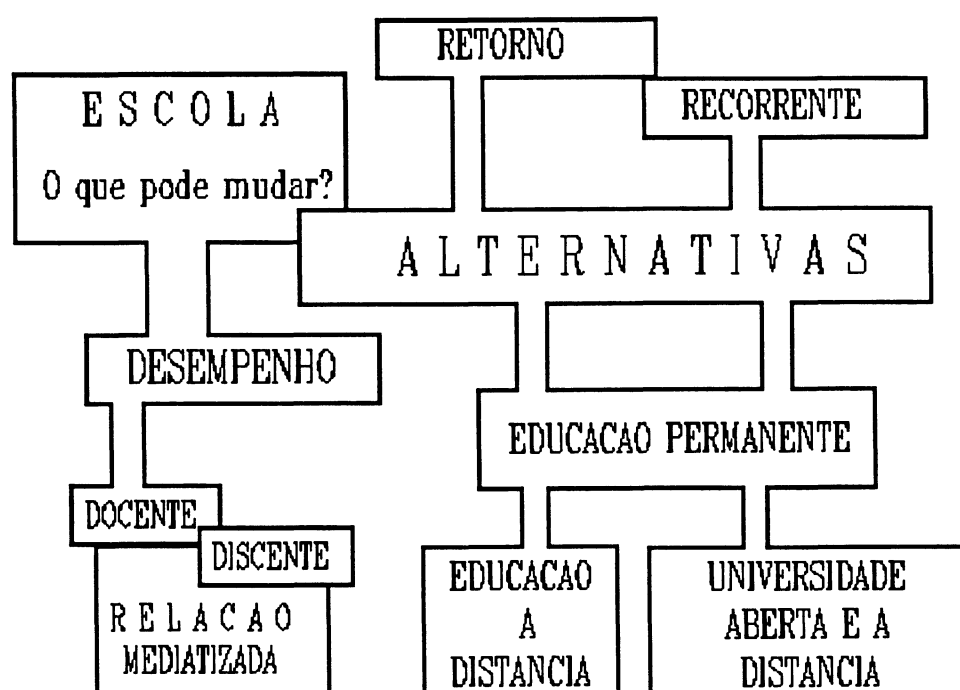 RETORNO
RECORRENTE
E S C O L A
O que pode mudar?
A L T E R N A T I V A S
DESEMPENHO
EDUCACAO PERMANENTE
DOCENTE
DISCENTE
R E L A C A O
MEDIATIZADA
EDUCACAO
A
DISTANCIA
UNIVERSIDADE
ABERTA E A
DISTANCIA